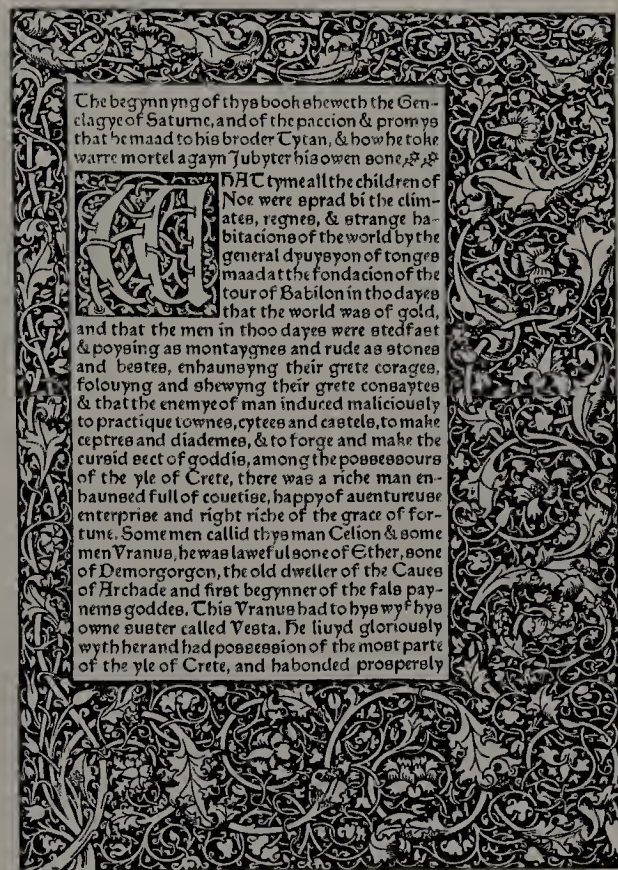 The begynnyng of thys book sheweth the Gen-
elagye of Saturne, and of the paccion & promys
that he maad to his broder Tytan, & how he toke
warre mortel agayn Jubyter his owen sone
WHAT tyme all the children of
Noe were sprad bi the clim-
ates, regnes, & strange ha-
bitacions of the world by the
general dyuysyon of tonges
maad at the fondacion of the
tour of Babilon in tho dayes
that the world was of gold,
and that the men in thoo dayes were stedfast
& poysing as montaygnes and rude as stones
and bestes, enhaunsyng their grete corages,
folouyng and shewyng their grete consaytes
& that the enemye of man induced maliciously
to practique townes, cytees and castels, to make
ceptres and diademes, & to forge and make the
cursid sect of goddis, among the possessours
of the yle of Crete, there was a riche man en-
haunsed full of couetise, happy of auentureuse
enterprise and right riche of the grace of for-
tune. Some men callid thys man Celion & some
men Vranus, he was laweful sone of Ether, sone
of Demorgorgon, the old dweller of the Caues
of Archade and first begynner of the fals pay-
nems goddes. This Vranus had to hys wyf hys
owne suster called Vesta. He liuyd gloriously
wyth her and had possession of the most parte
of the yle of Crete, and habonded prospersly